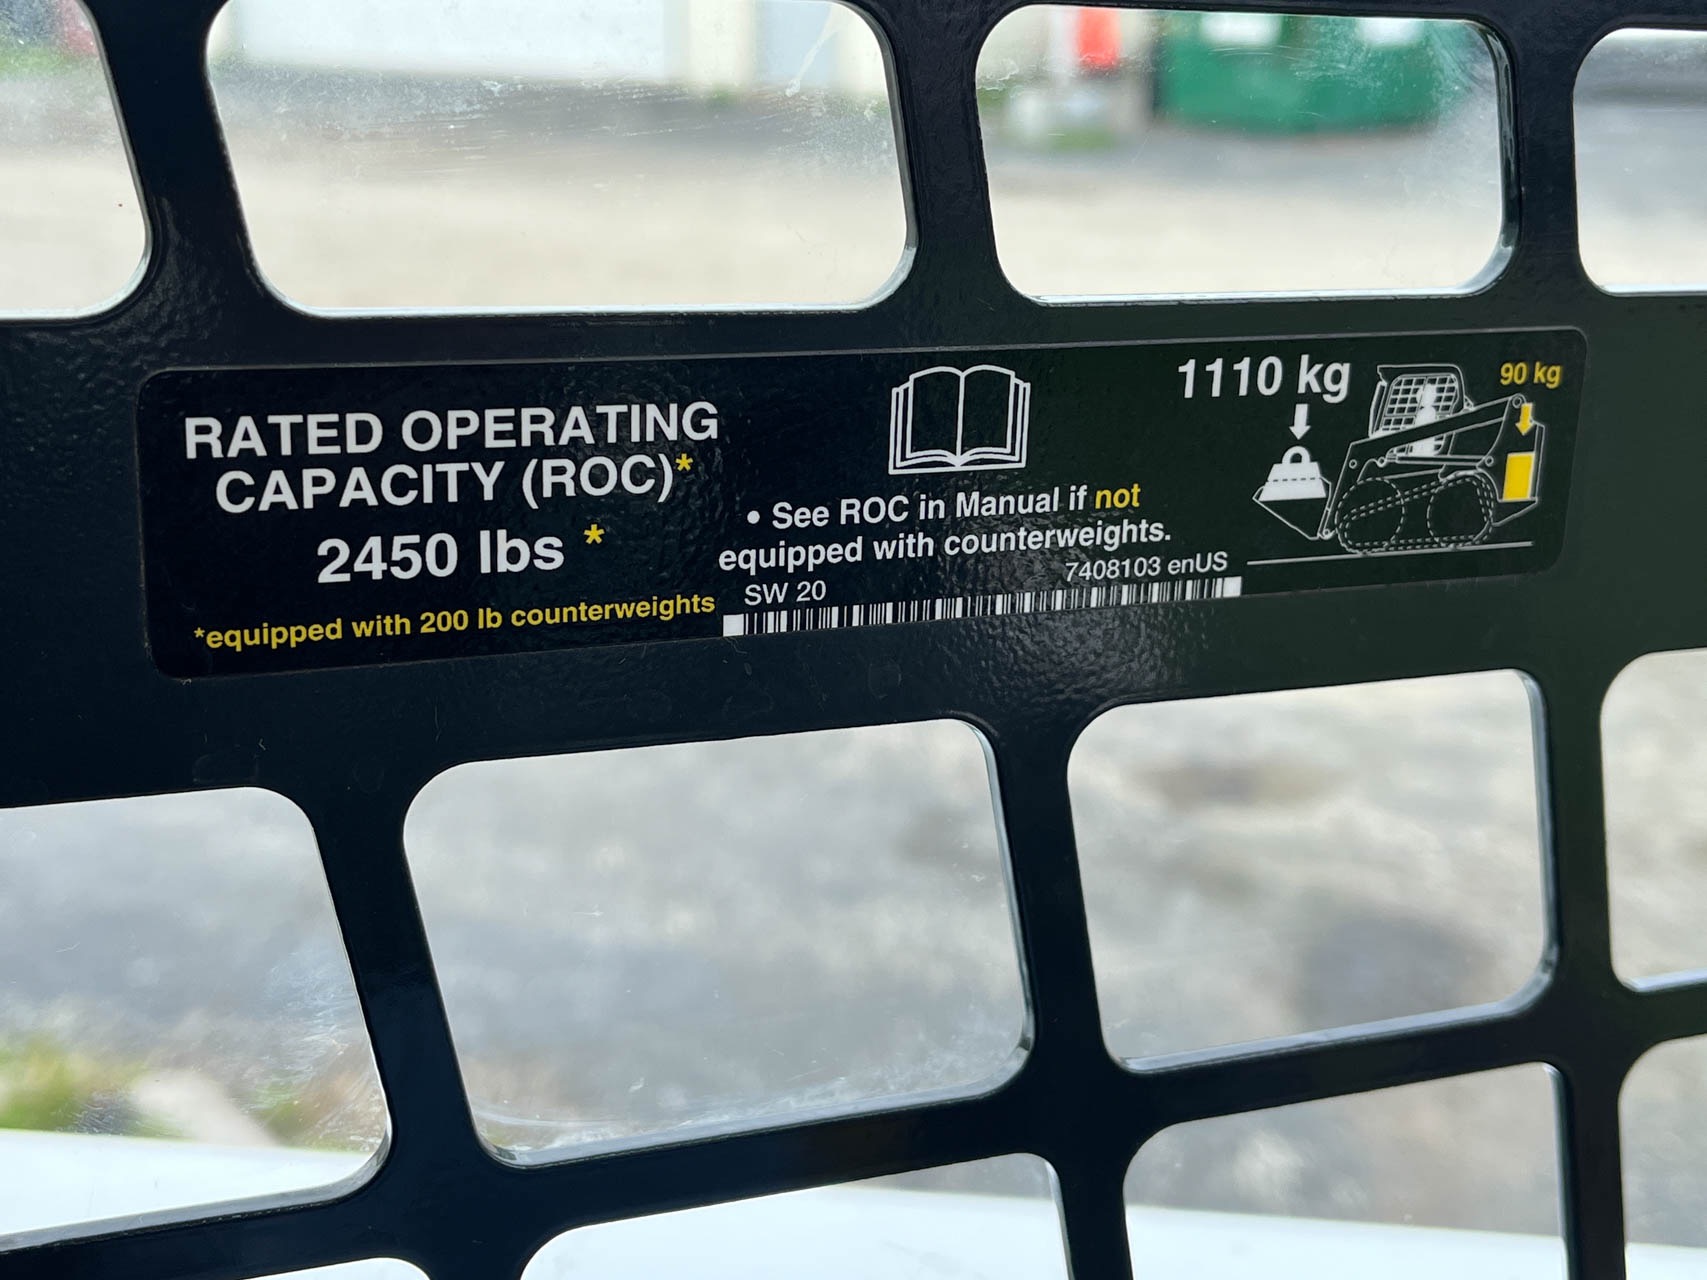 RATED OPERATING
CAPACITY (ROC)*
2450 lbs *
*equipped with 200 lb counterweights
• See ROC in Manual if not
equipped with counterweights.
SW 20
7408103 enUS
1110 kg
90 kg